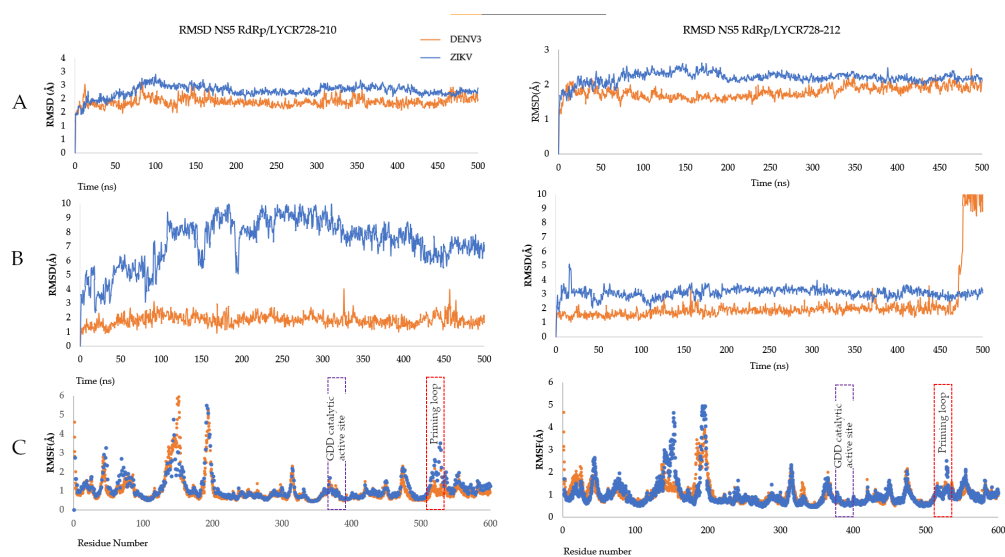 RMSD NS5 RdRp/LYCR728-210
RMSD NS5 RdRp/LYCR728-212
DENV3
ZIKV
A
RMSD (Å)
4
4
3
3
2
2
1
1
0
0 50 100 150 200 250 300 350 400 450 500
Time (ns)
RMSD(Å)
3
2
1
0
0 50 100 150 200 250 300 350 400 450 500
Time (ns)
B
RMSD(Å)
10
9
8
7
6
5
4
3
2
1
0
0 50 100 150 200 250 300 350 400 450 500
Time (ns)
RMSD(Å)
10
9
8
7
6
5
4
3
2
1
0
0 50 100 150 200 250 300 350 400 450 500
Time (ns)
C
RMSF(Å)
6
5
4
3
2
1
0
0 100 200 300 400 500 600
GDD catalytic
active site
Priming loop
Residue Number
RMSF(Å)
6
5
4
3
2
1
0
0 100 200 300 400 500 600
GDD catalytic
active site
Priming loop
Residue number